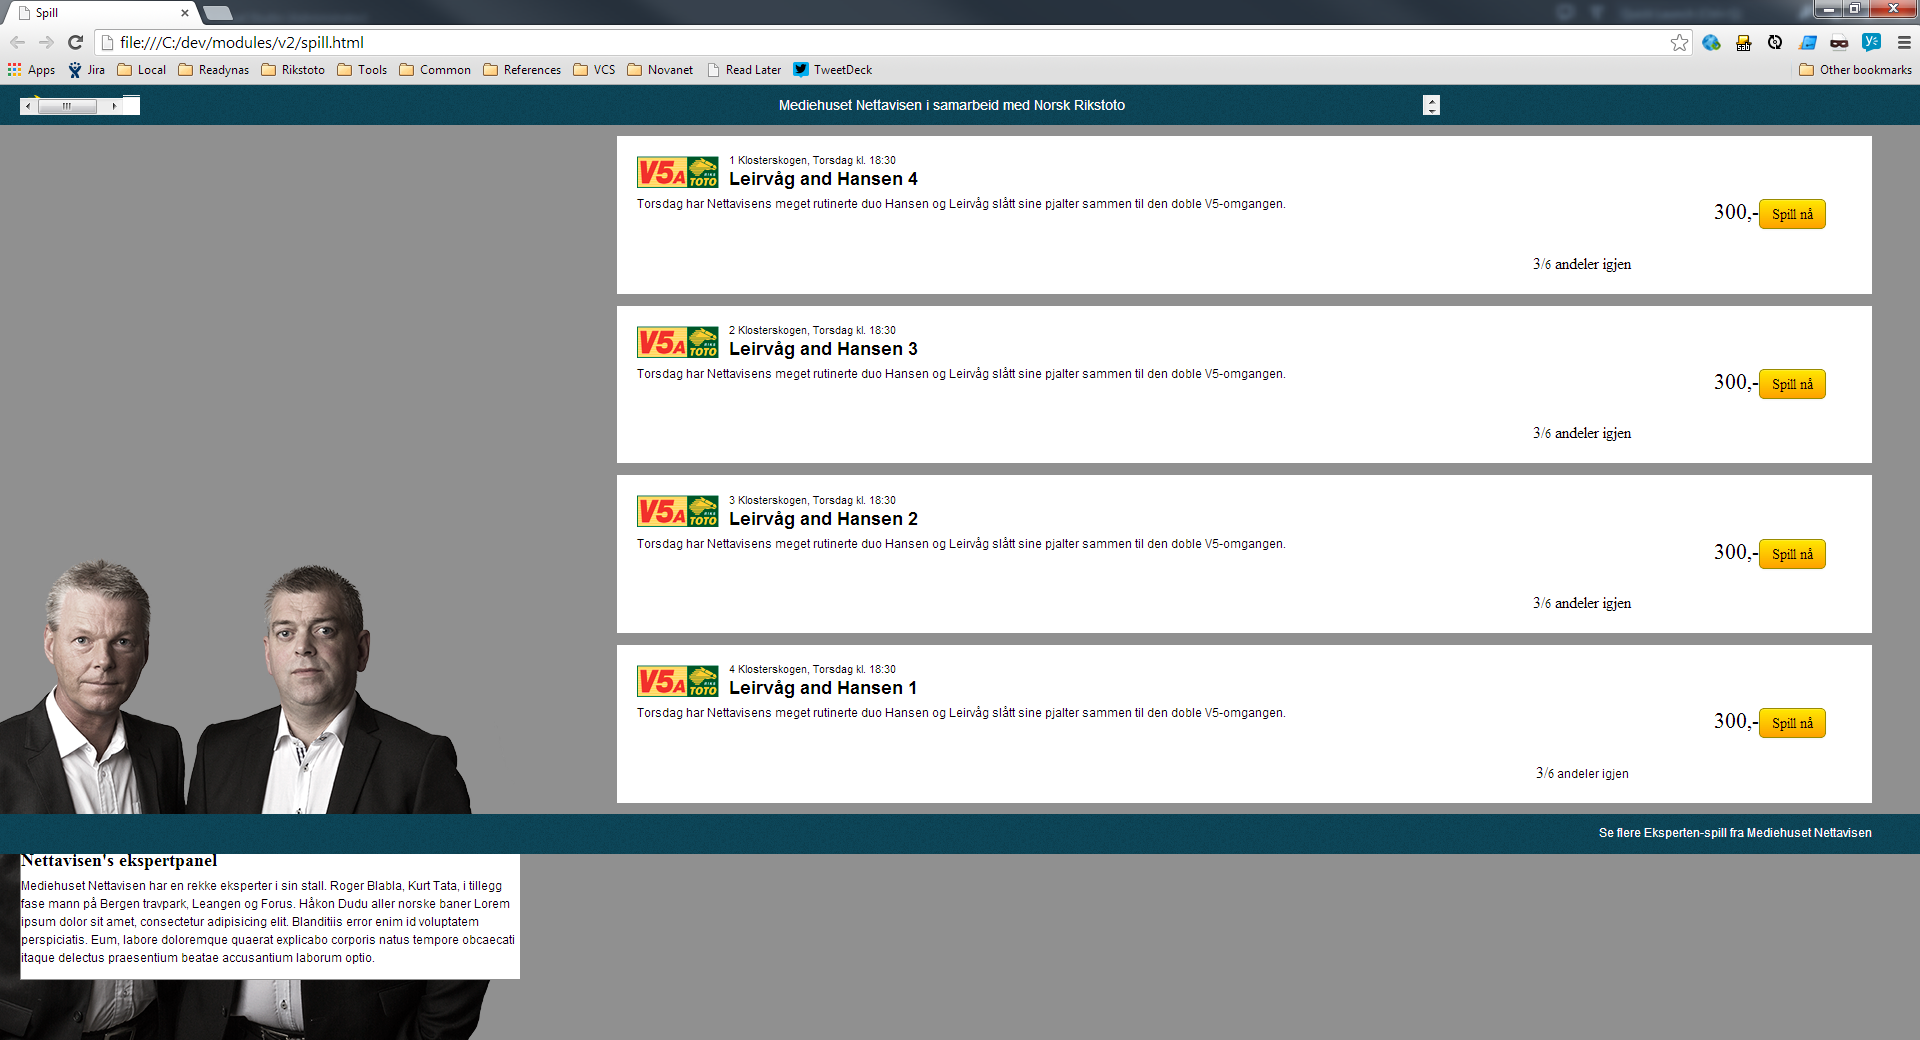 Spill
file:///C:/dev/modules/v2/spill.html
Apps Jira Local Readynas Rikstoto Tools Common References VCS Novanet Read Later TweetDeck Other bookmarks
Mediehuset Nettavisen i samarbeid med Norsk Rikstoto
V5A RIKS TOTO
1 Klosterskogen, Torsdag kl. 18:30
Leirvåg and Hansen 4
Torsdag har Nettavisens meget rutinerte duo Hansen og Leirvåg slått sine pjalter sammen til den doble V5-omgangen.
300,- Spill nå
3/6 andeler igjen
V5A RIKS TOTO
2 Klosterskogen, Torsdag kl. 18:30
Leirvåg and Hansen 3
Torsdag har Nettavisens meget rutinerte duo Hansen og Leirvåg slått sine pjalter sammen til den doble V5-omgangen.
300,- Spill nå
3/6 andeler igjen
V5A RIKS TOTO
3 Klosterskogen, Torsdag kl. 18:30
Leirvåg and Hansen 2
Torsdag har Nettavisens meget rutinerte duo Hansen og Leirvåg slått sine pjalter sammen til den doble V5-omgangen.
300,- Spill nå
3/6 andeler igjen
V5A RIKS TOTO
4 Klosterskogen, Torsdag kl. 18:30
Leirvåg and Hansen 1
Torsdag har Nettavisens meget rutinerte duo Hansen og Leirvåg slått sine pjalter sammen til den doble V5-omgangen.
300,- Spill nå
3/6 andeler igjen
Se flere Eksperten-spill fra Mediehuset Nettavisen
Nettavisen's ekspertpanel
Mediehuset Nettavisen har en rekke eksperter i sin stall. Roger Blabla, Kurt Tata, i tillegg
fase mann på Bergen travpark, Leangen og Forus. Håkon Dudu aller norske baner Lorem
ipsum dolor sit amet, consectetur adipisicing elit. Blanditiis error enim id voluptatem
perspiciatis. Eum, labore doloremque quaerat explicabo corporis natus tempore obcaecati
itaque delectus praesentium beatae accusantium laborum optio.